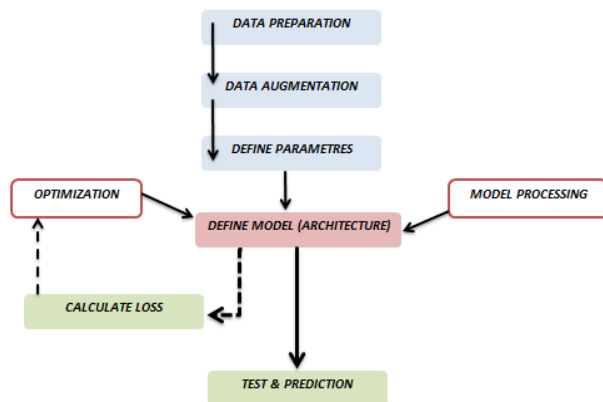 DATA PREPARATION
DATA AUGMENTATION
DEFINE PARAMETRES
OPTIMIZATION
MODEL PROCESSING
DEFINE MODEL (ARCHITECTURE)
CALCULATE LOSS
TEST & PREDICTION